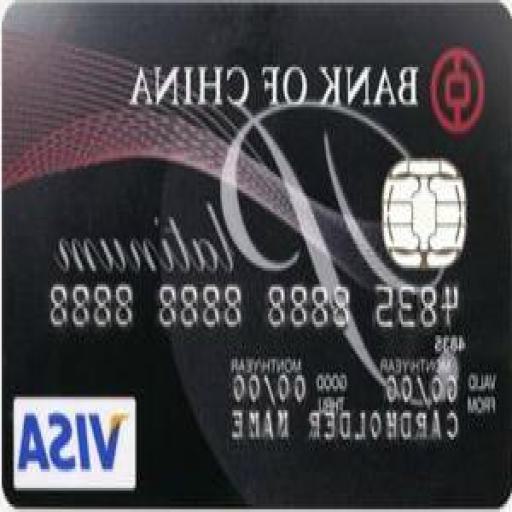 BANK OF CHINA
Platinum
4835 8888 8888 8888
4835
VALID FROM MONTH/YEAR 00/00 GOOD THRU MONTH/YEAR 00/00
CARDHOLDER NAME
VISA